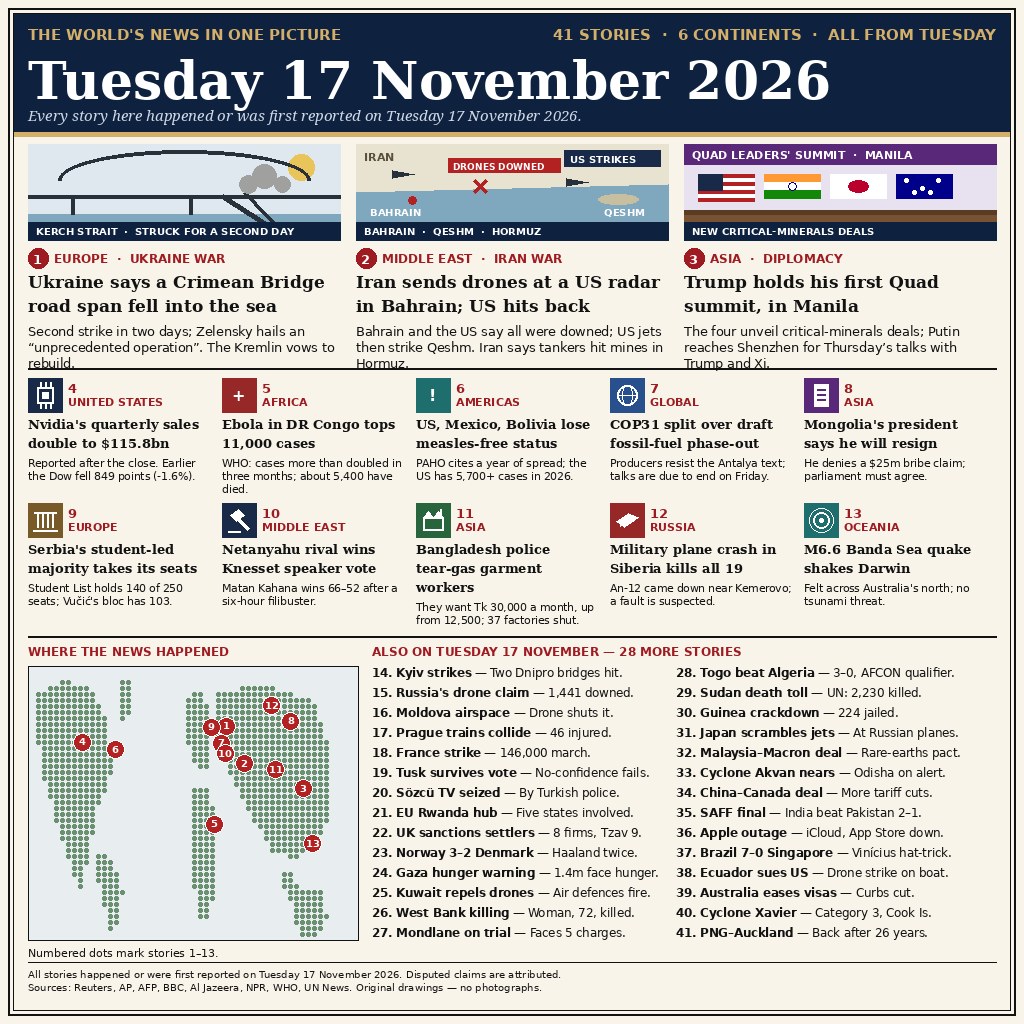 THE WORLD'S NEWS IN ONE PICTURE
41 STORIES · 6 CONTINENTS · ALL FROM TUESDAY
Tuesday 17 November 2026
Every story here happened or was first reported on Tuesday 17 November 2026.
KERCH STRAIT · STRUCK FOR A SECOND DAY
1 EUROPE · UKRAINE WAR
Ukraine says a Crimean Bridge
road span fell into the sea
Second strike in two days; Zelensky hails an
“unprecedented operation”. The Kremlin vows to
rebuild.
IRAN
DRONES DOWNED
US STRIKES
BAHRAIN
QESHM
BAHRAIN · QESHM · HORMUZ
2 MIDDLE EAST · IRAN WAR
Iran sends drones at a US radar
in Bahrain; US hits back
Bahrain and the US say all were downed; US jets
then strike Qeshm. Iran says tankers hit mines in
Hormuz.
QUAD LEADERS' SUMMIT · MANILA
NEW CRITICAL-MINERALS DEALS
3 ASIA · DIPLOMACY
Trump holds his first Quad
summit, in Manila
The four unveil critical-minerals deals; Putin
reaches Shenzhen for Thursday’s talks with
Trump and Xi.
4
UNITED STATES
Nvidia's quarterly sales
double to $115.8bn
Reported after the close. Earlier
the Dow fell 849 points (-1.6%).
+
5
AFRICA
Ebola in DR Congo tops
11,000 cases
WHO: cases more than doubled in
three months; about 5,400 have
died.
!
6
AMERICAS
US, Mexico, Bolivia lose
measles-free status
PAHO cites a year of spread; the
US has 5,700+ cases in 2026.
7
GLOBAL
COP31 split over draft
fossil-fuel phase-out
Producers resist the Antalya text;
talks are due to end on Friday.
8
ASIA
Mongolia's president
says he will resign
He denies a $25m bribe claim;
parliament must agree.
9
EUROPE
Serbia's student-led
majority takes its seats
Student List holds 140 of 250
seats; Vučić's bloc has 103.
10
MIDDLE EAST
Netanyahu rival wins
Knesset speaker vote
Matan Kahana wins 66–52 after a
six-hour filibuster.
11
ASIA
Bangladesh police
tear-gas garment
workers
They want Tk 30,000 a month, up
from 12,500; 37 factories shut.
12
RUSSIA
Military plane crash in
Siberia kills all 19
An-12 came down near Kemerovo;
a fault is suspected.
13
OCEANIA
M6.6 Banda Sea quake
shakes Darwin
Felt across Australia's north; no
tsunami threat.
WHERE THE NEWS HAPPENED
12
8
9
1
4
7
6
10
2
11
3
5
13
Numbered dots mark stories 1–13.
ALSO ON TUESDAY 17 NOVEMBER — 28 MORE STORIES
14. Kyiv strikes — Two Dnipro bridges hit.
15. Russia's drone claim — 1,441 downed.
16. Moldova airspace — Drone shuts it.
17. Prague trains collide — 46 injured.
18. France strike — 146,000 march.
19. Tusk survives vote — No-confidence fails.
20. Sözcü TV seized — By Turkish police.
21. EU Rwanda hub — Five states involved.
22. UK sanctions settlers — 8 firms, Tzav 9.
23. Norway 3–2 Denmark — Haaland twice.
24. Gaza hunger warning — 1.4m face hunger.
25. Kuwait repels drones — Air defences fire.
26. West Bank killing — Woman, 72, killed.
27. Mondlane on trial — Faces 5 charges.
28. Togo beat Algeria — 3–0, AFCON qualifier.
29. Sudan death toll — UN: 2,230 killed.
30. Guinea crackdown — 224 jailed.
31. Japan scrambles jets — At Russian planes.
32. Malaysia–Macron deal — Rare-earths pact.
33. Cyclone Akvan nears — Odisha on alert.
34. China–Canada deal — More tariff cuts.
35. SAFF final — India beat Pakistan 2–1.
36. Apple outage — iCloud, App Store down.
37. Brazil 7–0 Singapore — Vinícius hat-trick.
38. Ecuador sues US — Drone strike on boat.
39. Australia eases visas — Curbs cut.
40. Cyclone Xavier — Category 3, Cook Is.
41. PNG–Auckland — Back after 26 years.
All stories happened or were first reported on Tuesday 17 November 2026. Disputed claims are attributed.
Sources: Reuters, AP, AFP, BBC, Al Jazeera, NPR, WHO, UN News. Original drawings — no photographs.